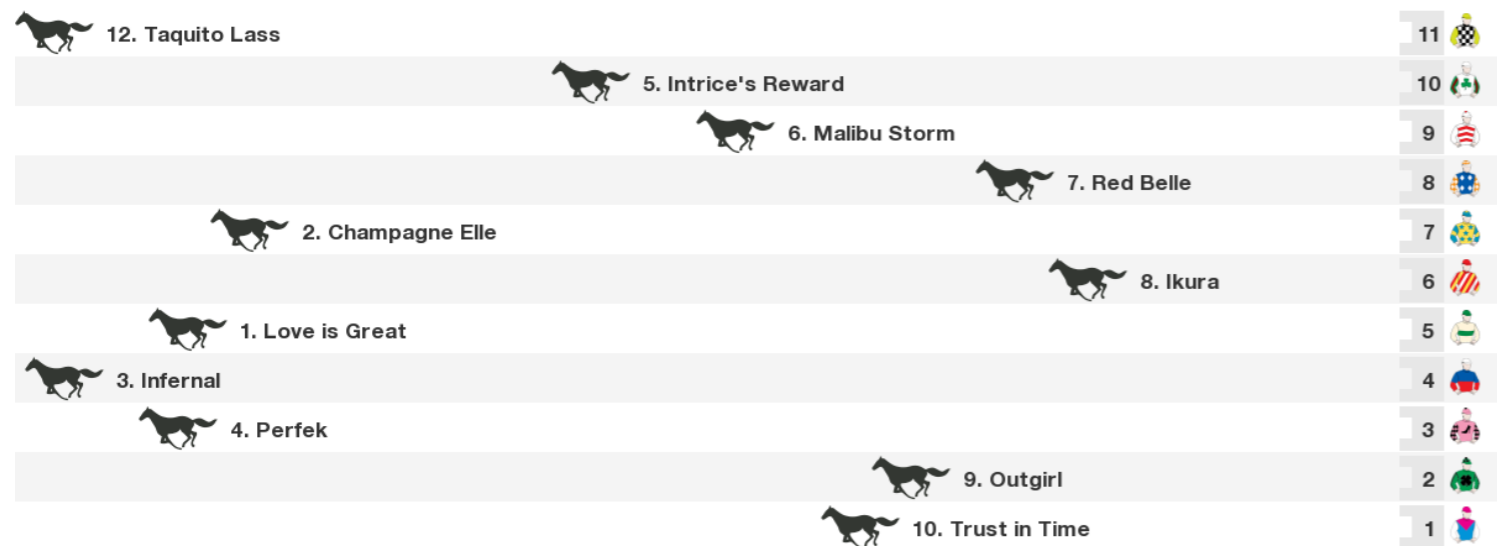 12. Taquito Lass 11
5. Intrice's Reward 10
6. Malibu Storm 9
7. Red Belle 8
2. Champagne Elle 7
8. Ikura 6
1. Love is Great 5
3. Infernal 4
4. Perfek 3
9. Outgirl 2
10. Trust in Time 1